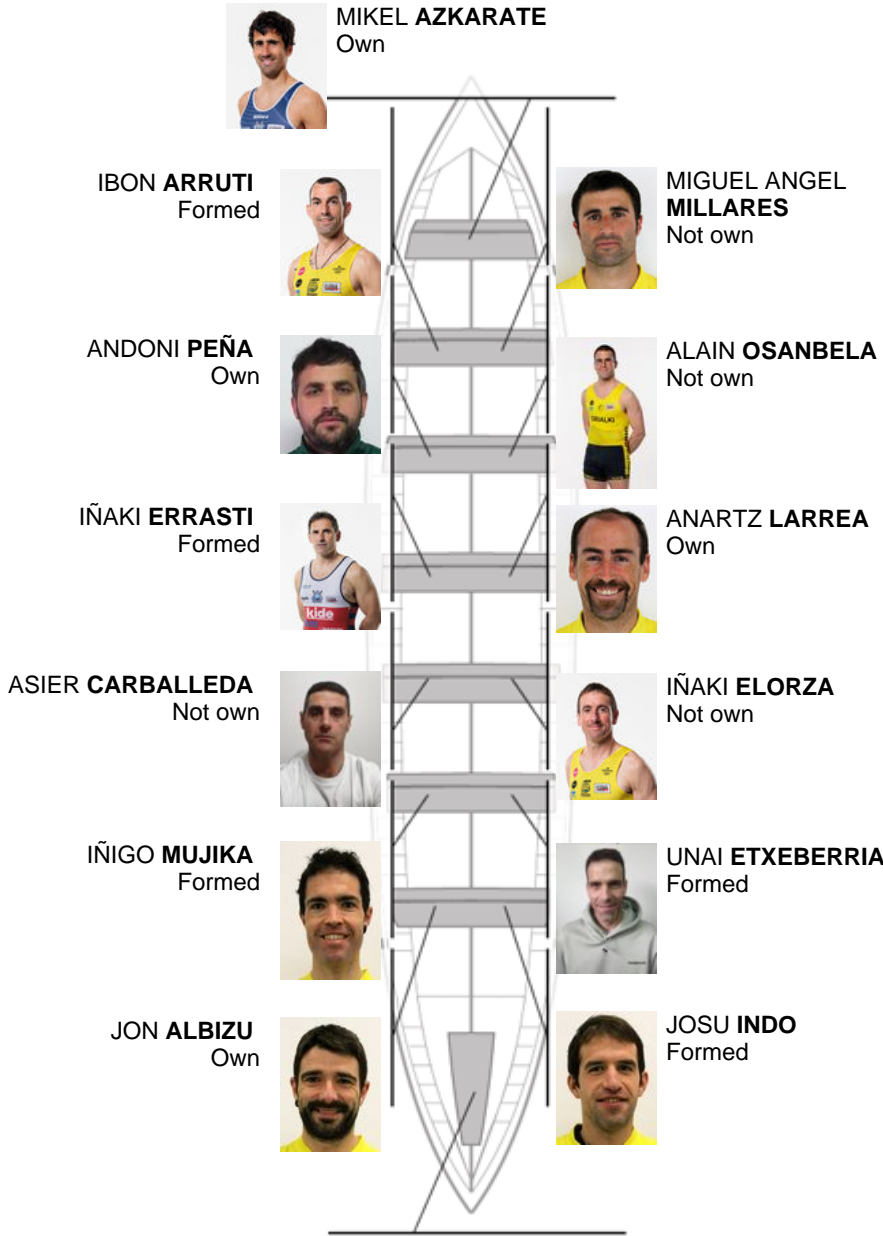 MIKEL AZKARATE
Own
IBON ARRUTI
Formed
MIGUEL ANGEL
MILLARES
Not own
ANDONI PEÑA
Own
ALAIN OSANBELA
Not own
IÑAKI ERRASTI
Formed
kide
ANARTZ LARREA
Own
ASIER CARBALLEDA
Not own
IÑAKI ELORZA
Not own
IÑIGO MUJIKA
Formed
UNAI ETXEBERRIA
Formed
JON ALBIZU
Own
JOSU INDO
Formed